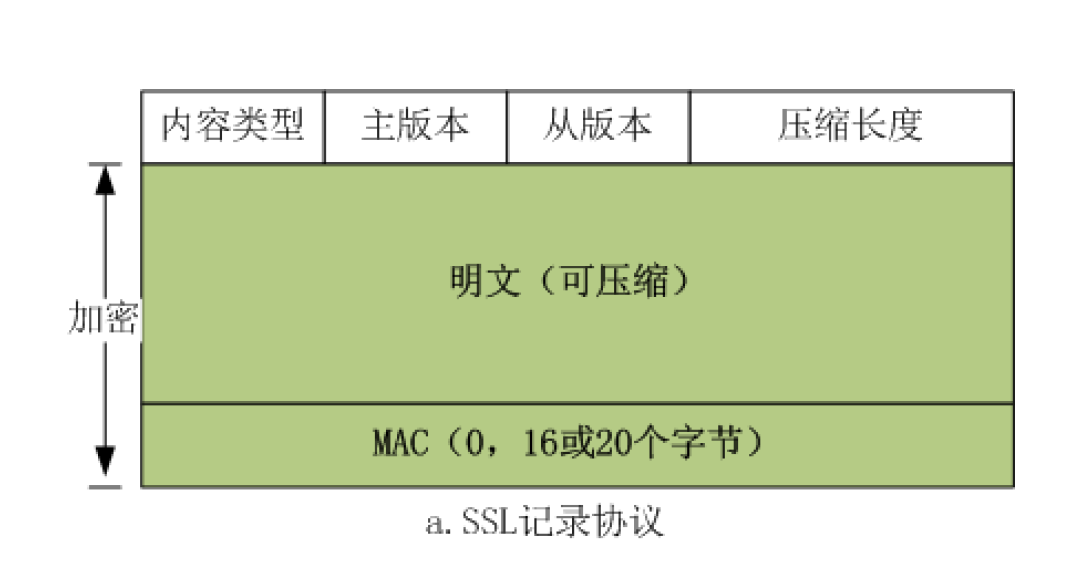 内容类型 主版本 从版本 压缩长度
明文（可压缩）
加密
MAC（0，16或20个字节）
a.SSL记录协议